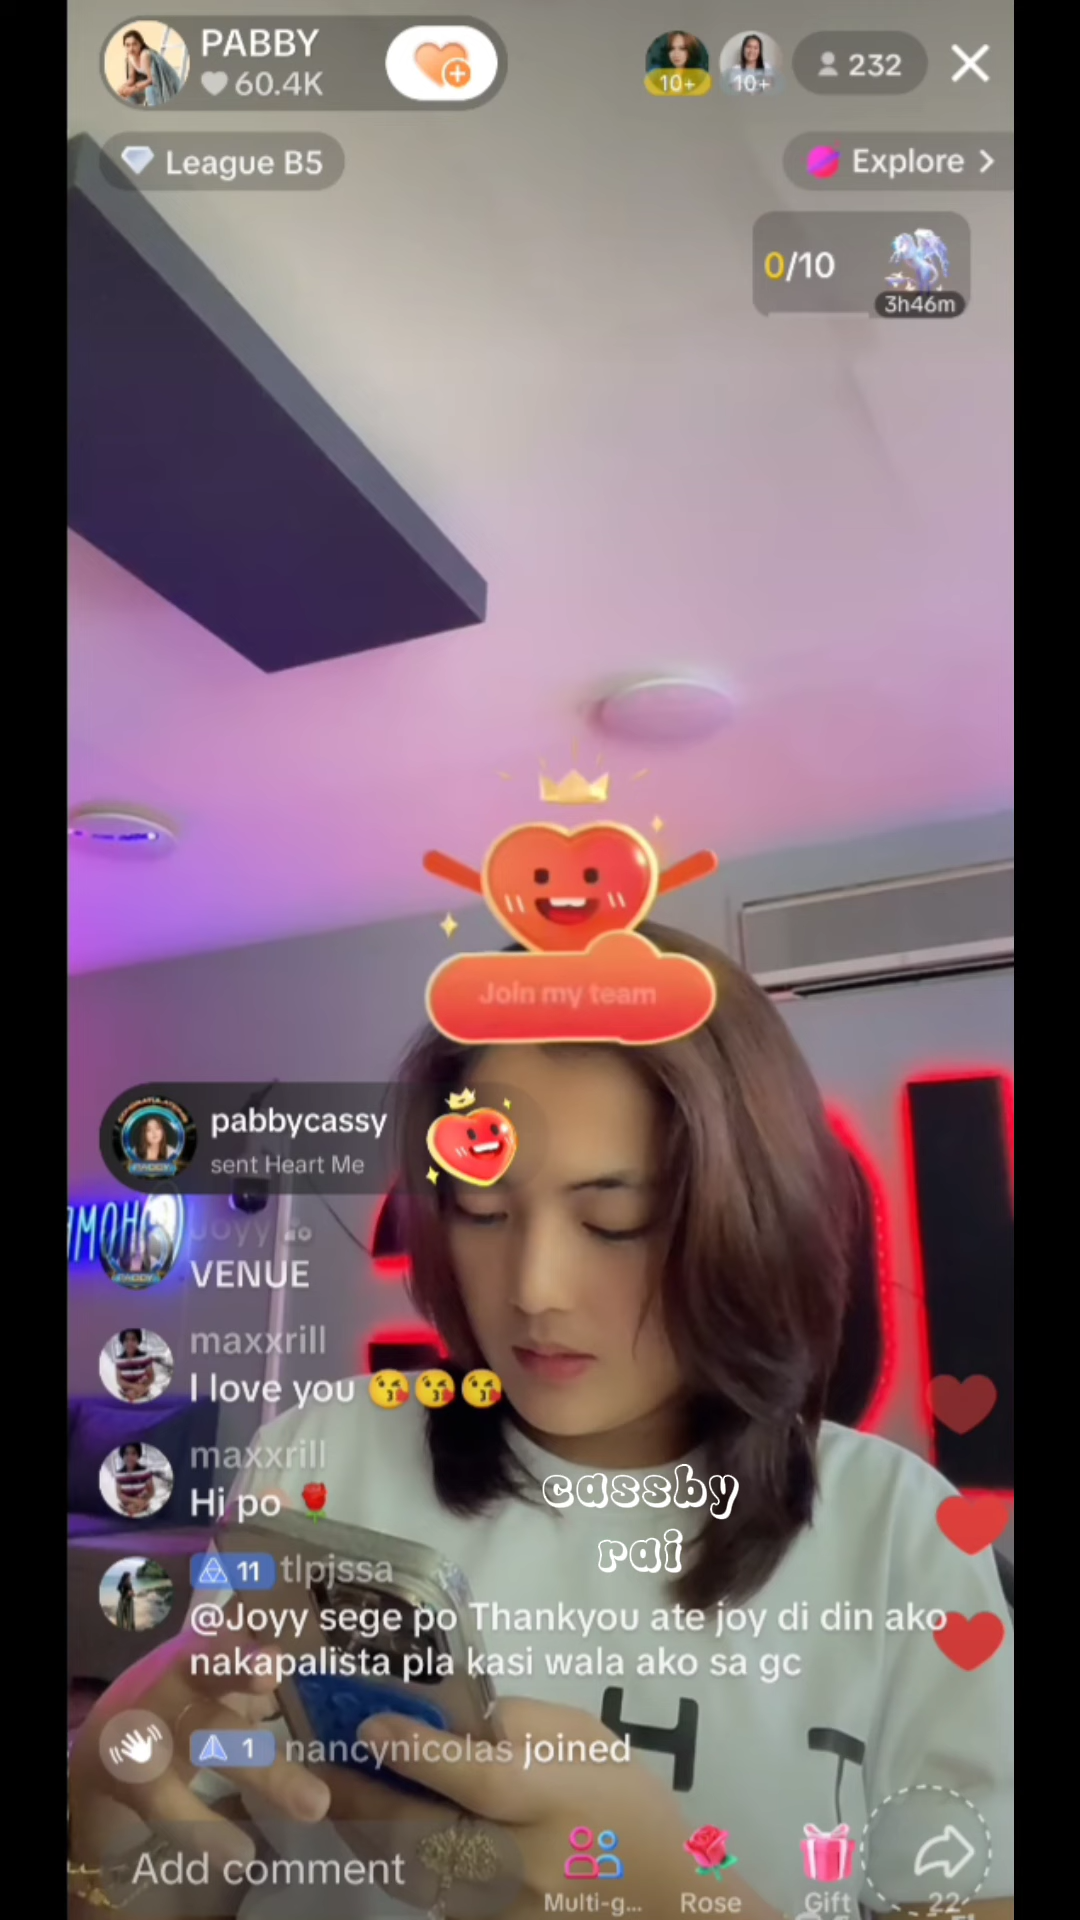 PABBY
60.4K
10+
10+
232
League B5
Explore
0/10
3h46m
Join my team
pabbycassy
sent Heart Me
Joyy
VENUE
maxxrill
I love you 😘😘😘
maxxrill
Hi po 🌹
11 tlpjssa
@Joyy sege po Thankyou ate joy di din ako
nakapalista pla kasi wala ako sa gc
1 nancynicolas joined
cassby
rai
Add comment
Multi-g...
Rose
Gift
22